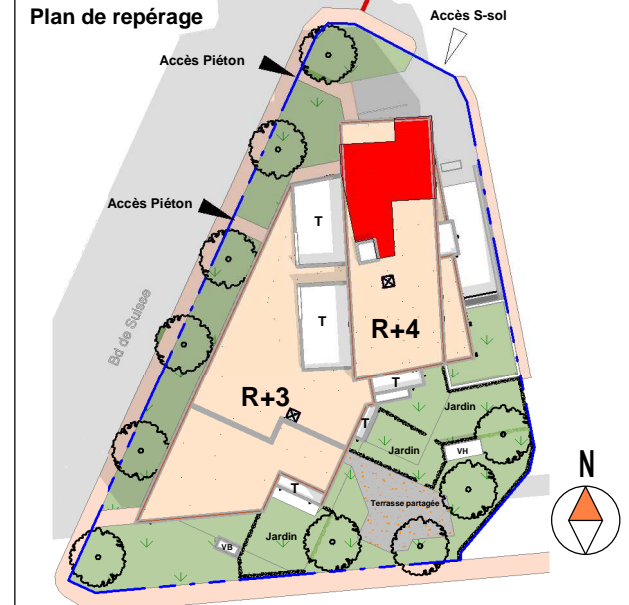 Plan de repérage
Accès S-sol
Accès Piéton
Accès Piéton
T
T
Bd de Suisse
R+4
R+3
T
Jardin
T
Jardin
VH
N
T
Terrasse partagée
Jardin
VB